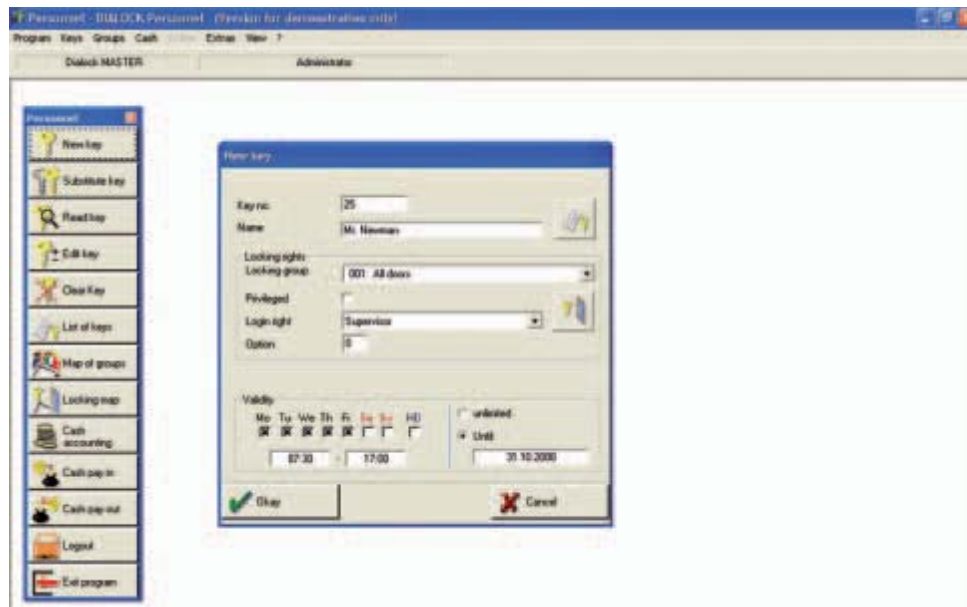 Personnel - DIALOCK Personnel (Version for demonstration only)
Program Keys Groups Cash Extras View ?
Dialock MASTER Administrator
Personnel
New key
Substitute key
Read key
Edit key
Clear Key
List of keys
Map of groups
Locking map
Cash
accounting
Cash pay in
Cash pay out
Logout
Exit program
New key
Key no. 25
Name Mr. Newman
Locking rights
Locking group 001 All doors
Privileged
Login right Supervisor
Option 0
Validity
Mo Tu We Th Fr Sa Su HD
07:30 - 17:00
unlimited
Until
31.10.2000
Okay
Cancel